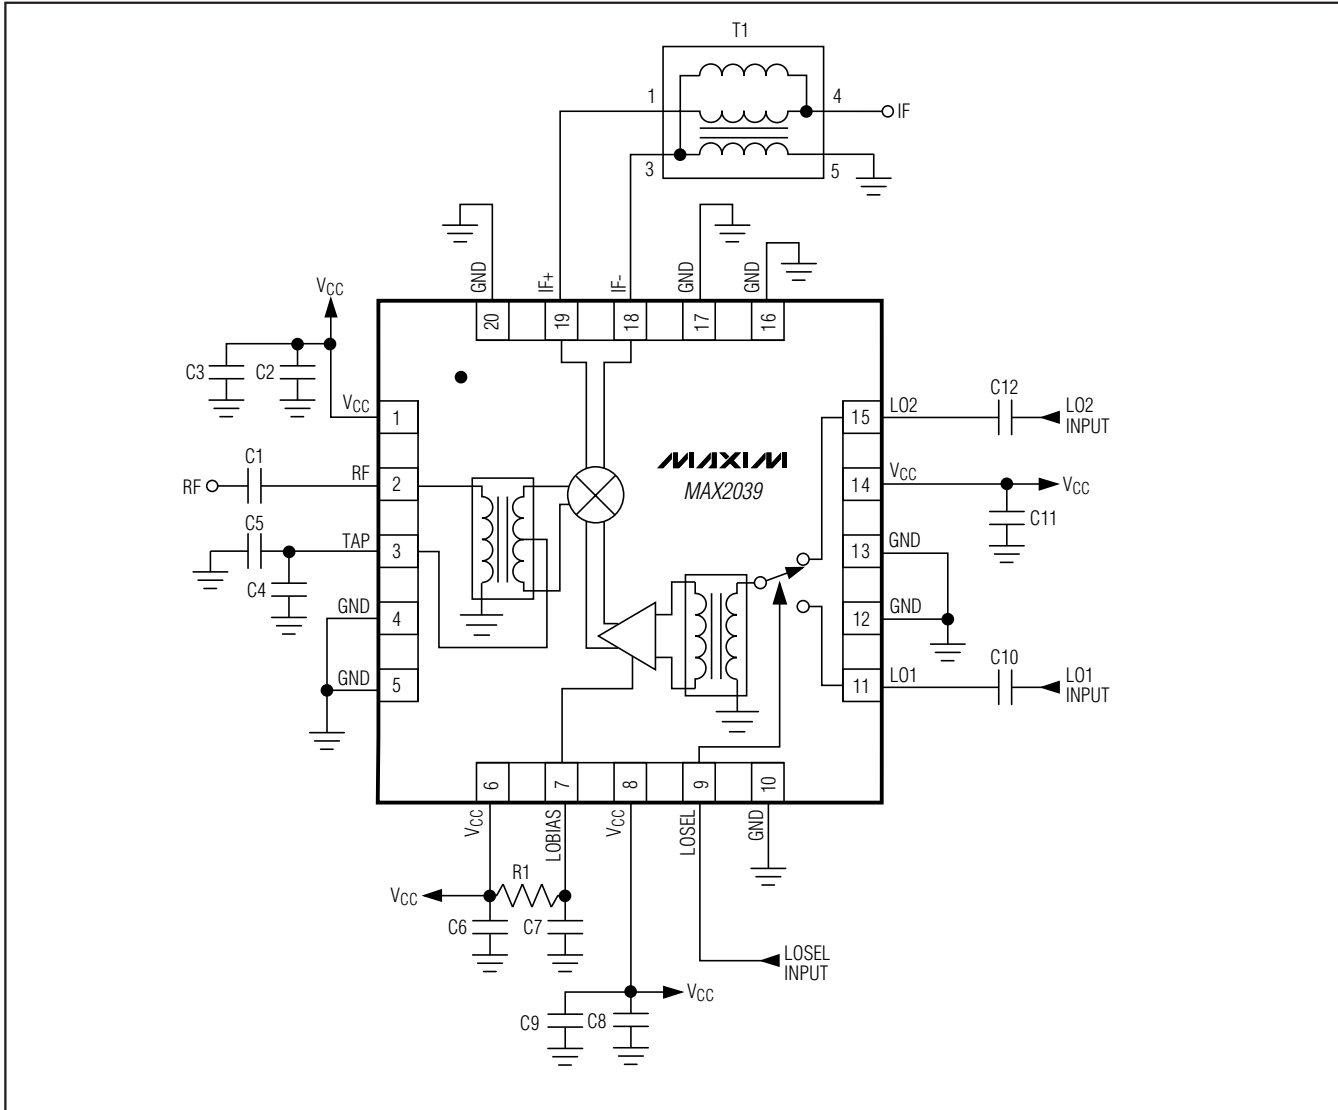 T1
1
4
IF
3
5
GND
IF+
IF-
GND
GND
20
19
18
17
16
VCC
C3
C2
VCC
1
C12
LO2
15
LO2
INPUT
MAXIM
MAX2039
C1
RF
RF
2
VCC
14
VCC
C11
C5
TAP
3
GND
13
C4
GND
4
GND
12
GND
5
C10
LO1
11
LO1
INPUT
6
7
8
9
10
VCC
LOBIAS
VCC
LOSEL
GND
R1
VCC
C6
C7
LOSEL
INPUT
VCC
C9
C8